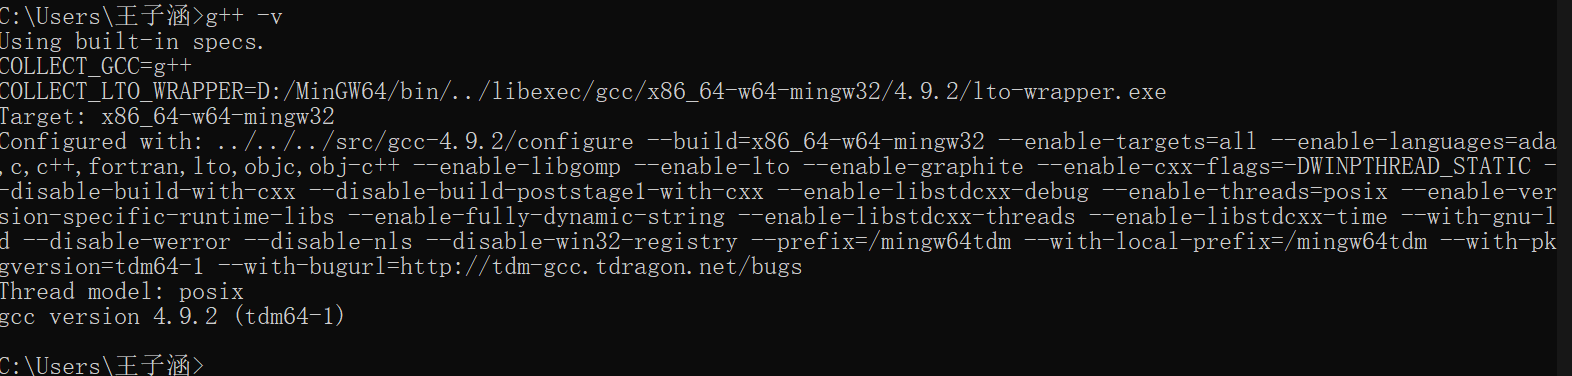 C:\Users\王子涵>g++ -v
Using built-in specs.
COLLECT_GCC=g++
COLLECT_LTO_WRAPPER=D:/MinGW64/bin/../libexec/gcc/x86_64-w64-mingw32/4.9.2/lto-wrapper.exe
Target: x86_64-w64-mingw32
Configured with: ../../../src/gcc-4.9.2/configure --build=x86_64-w64-mingw32 --enable-targets=all --enable-languages=ada
,c,c++,fortran,lto,objc,obj-c++ --enable-libgomp --enable-lto --enable-graphite --enable-cxx-flags=-DWINPTHREAD_STATIC -
-disable-build-with-cxx --disable-build-poststage1-with-cxx --enable-libstdcxx-debug --enable-threads=posix --enable-ver
sion-specific-runtime-libs --enable-fully-dynamic-string --enable-libstdcxx-threads --enable-libstdcxx-time --with-gnu-l
d --disable-werror --disable-nls --disable-win32-registry --prefix=/mingw64tdm --with-local-prefix=/mingw64tdm --with-pk
gversion=tdm64-1 --with-bugurl=http://tdm-gcc.tdragon.net/bugs
Thread model: posix
gcc version 4.9.2 (tdm64-1)
C:\Users\王子涵>